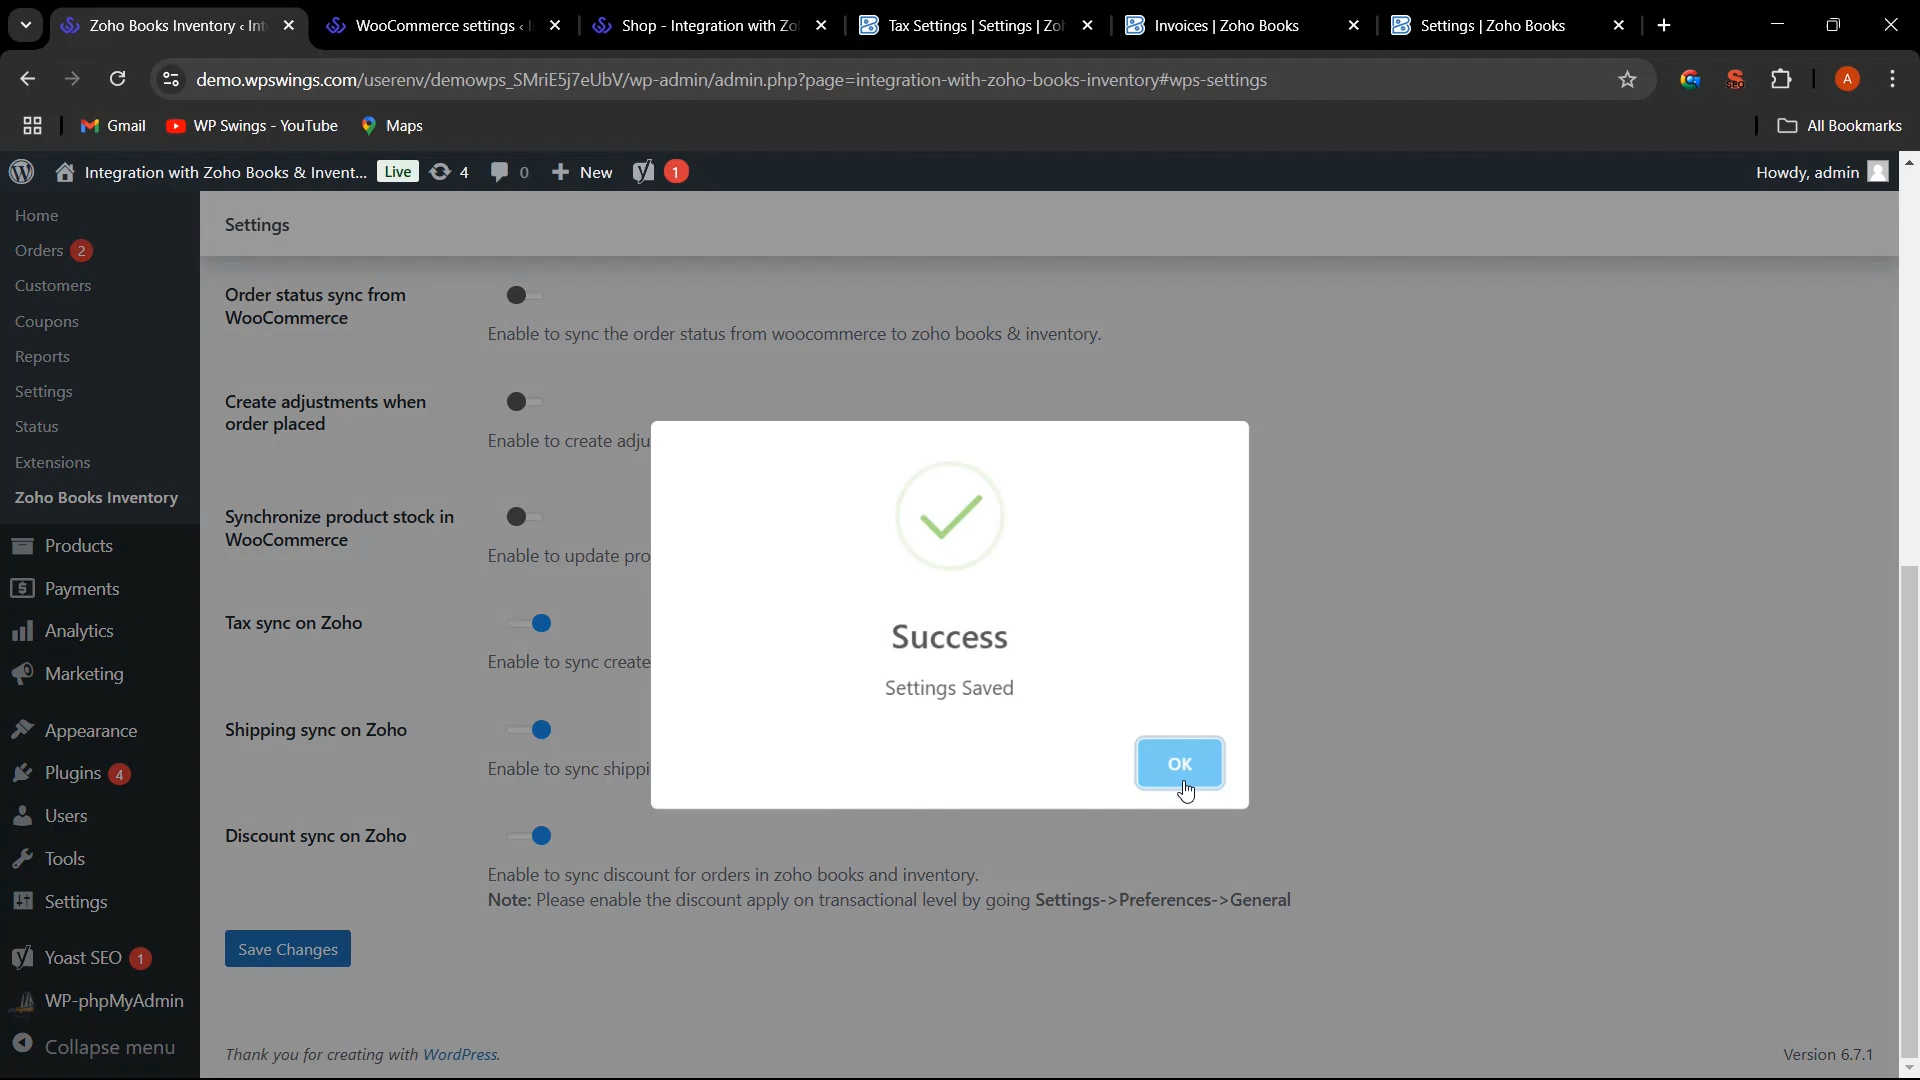 Zoho Books Inventory ‹ Int
WooCommerce settings ‹ I
Shop - Integration with Zo
Tax Settings | Settings | Zo
Invoices | Zoho Books
Settings | Zoho Books
demo.wpswings.com/userenv/demowps_SMriE5j7eUbV/wp-admin/admin.php?page=integration-with-zoho-books-inventory#wps-settings
SEO
A
Gmail
WP Swings - YouTube
Maps
All Bookmarks
Integration with Zoho Books & Invent... Live 4 0 New 1
Howdy, admin
Home
Orders 2
Customers
Coupons
Reports
Settings
Status
Extensions
Zoho Books Inventory
Products
Payments
Analytics
Marketing
Appearance
Plugins 4
Users
Tools
Settings
Yoast SEO 1
WP-phpMyAdmin
Collapse menu
Settings
Order status sync from
WooCommerce
Enable to sync the order status from woocommerce to zoho books & inventory.
Create adjustments when
order placed
Enable to create adju
Synchronize product stock in
WooCommerce
Enable to update pro
Tax sync on Zoho
Enable to sync create
Shipping sync on Zoho
Enable to sync shippi
Discount sync on Zoho
Enable to sync discount for orders in zoho books and inventory.
Note: Please enable the discount apply on transactional level by going Settings->Preferences->General
Save Changes
Success
Settings Saved
OK
Thank you for creating with WordPress.
Version 6.7.1